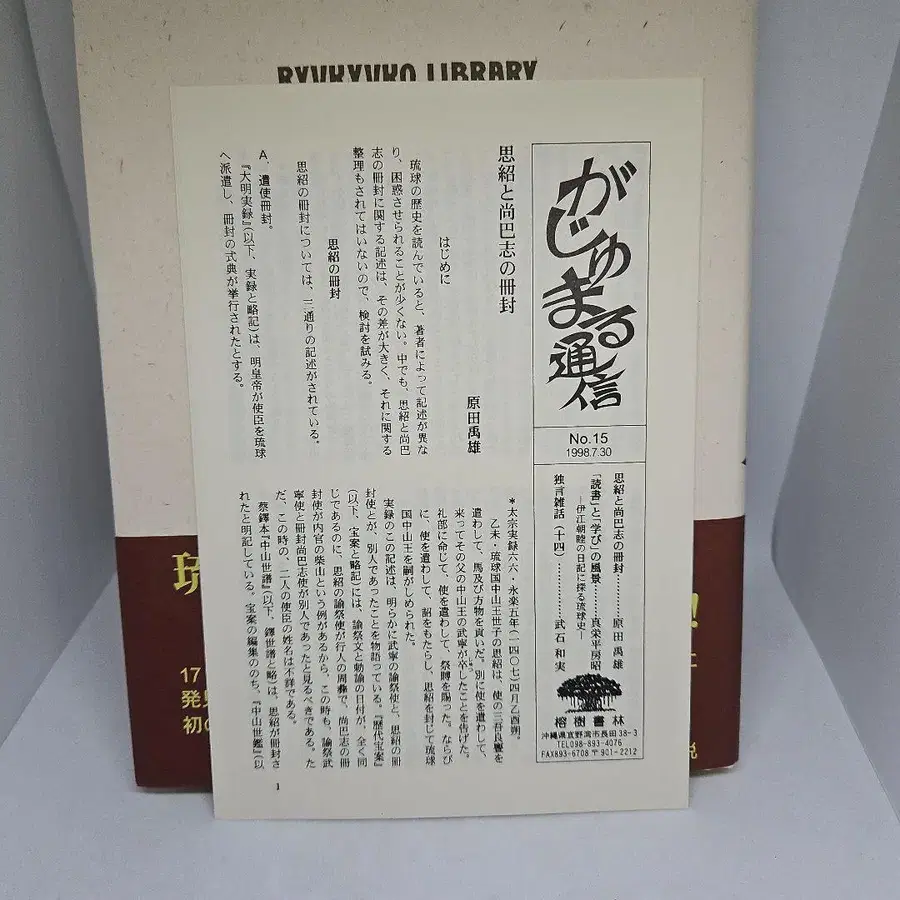 RYVKYVKO LIBRARY
がじゅまる通信
No.15
1998.7.30
思紹と尚巴志の冊封…………原田禹雄
「読書」と「学び」の風景………真栄平房昭
―伊江朝睦の日記に探る琉球史―
独言雑話(十四)…………武石和実
榕樹書林
沖縄県宜野湾市長田38-3
TEL098-893-4076
FAX893-6708 〒901-2212
思紹と尚巴志の冊封
原田禹雄
はじめに
琉球の歴史を読んでいると、著者によって記述が異な
り、困惑させられることが少くない。中でも、思紹と尚巴
志の冊封に関する記述は、その差が大きく、それに関する
整理もされてはいないので、検討を試みる。
思紹の冊封
思紹の冊封については、三通りの記述がされている。
A. 遣使冊封。
『大明実録』(以下、実録と略記)は、明皇帝が使臣を琉球
へ派遣し、冊封の式典が挙行されたとする。
*太宗実録六六・永楽五年(一四〇七)四月乙酉朔。
乙未・琉球国中山王世子の思紹は、使の三吾良亹を
遣わして、馬及び方物を貢いだ。別に使を遣わして、
来ってその父の中山王の武寧が卒したことを告げた。
礼部に命じて、使を遣わして、祭賻を賜った。ならび
に、使を遣わして、詔をもたらし、思紹を封じて琉球
国中山王を嗣がしめられた。
実録のこの記述は、明らかに武寧の諭祭使と、思紹の冊
封使とが、別人であったことを物語っている。『歴代宝案』
(以下、宝案と略記)には、諭祭文と勅諭の日付が、全く同
じであるのに、思紹の諭祭使が行人の周彝で、尚巴志の冊
封使が内官の柴山という例があるから、この時も、諭祭武
寧使と冊封尚巴志使が別人であったと見るべきである。た
だ、この時の、二人の使臣の姓名は不詳である。
蔡鐸本『中山世譜』(以下、鐸世譜と略)は、思紹が冊封さ
れたと明記している。宝案の編集ののち、『中山世鑑』(以
1
琉
17
発見
初の
説